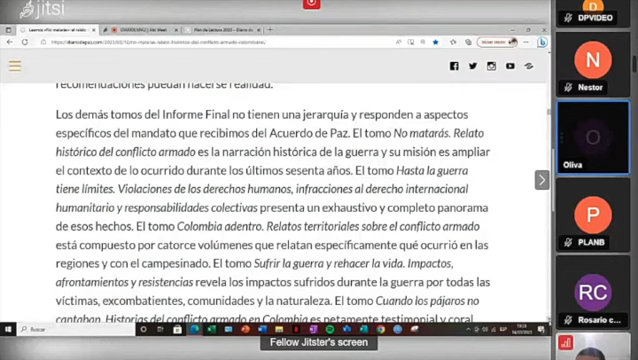 jitsi
recomendaciones puedan hacerse realidad.
Los demás tomos del Informe Final no tienen una jerarquía y responden a aspectos
específicos del mandato que recibimos del Acuerdo de Paz. El tomo No matarás. Relato
histórico del conflicto armado es la narración histórica de la guerra y su misión es ampliar
el contexto de lo ocurrido durante los últimos sesenta años. El tomo Hasta la guerra
tiene límites. Violaciones de los derechos humanos, infracciones al derecho internacional
humanitario y responsabilidades colectivas presenta un exhaustivo y completo panorama
de esos hechos. El tomo Colombia adentro. Relatos territoriales sobre el conflicto armado
está compuesto por catorce volúmenes que relatan específicamente qué ocurrió en las
regiones y con el campesinado. El tomo Sufrir la guerra y rehacer la vida. Impactos,
afrontamientos y resistencias revela los impactos sufridos durante la guerra por todas las
víctimas, excombatientes, comunidades y la naturaleza. El tomo Cuando los pájaros no
cantaban. Historias del conflicto armado en Colombia es netamente testimonial y coral
Buscar
Fellow Jitster's screen
D
DPVIDEO
N
Nestor
O
Oliva
P
PLANB
RC
Rosario c...